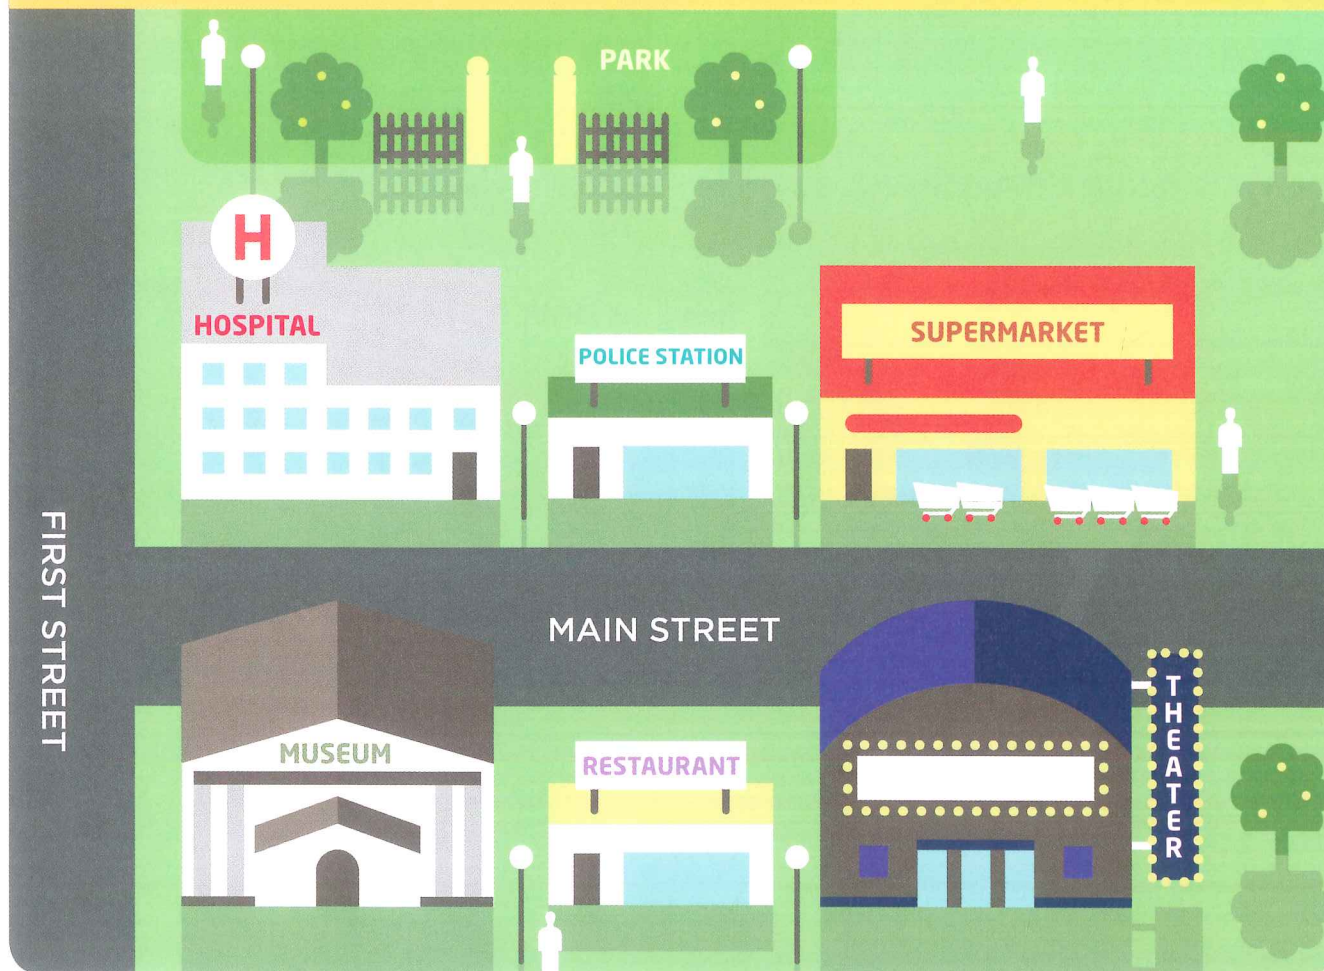 PARK
H
HOSPITAL
POLICE STATION
SUPERMARKET
FIRST STREET
MAIN STREET
MUSEUM
RESTAURANT
THEATER